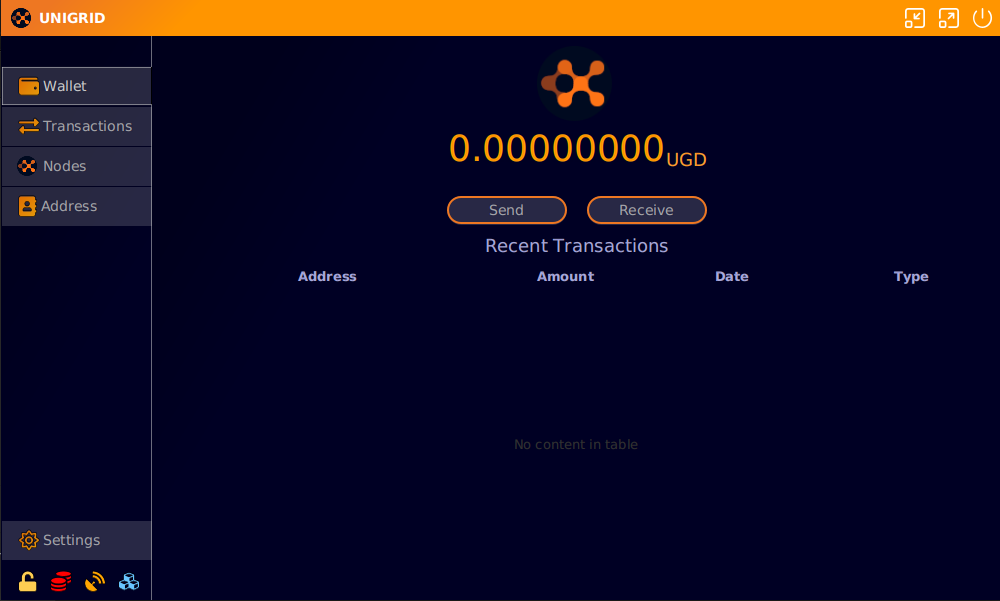 UNIGRID
Wallet
Transactions
Nodes
Address
Settings
0.00000000UGD
Send Receive
Recent Transactions
Address Amount Date Type
No content in table